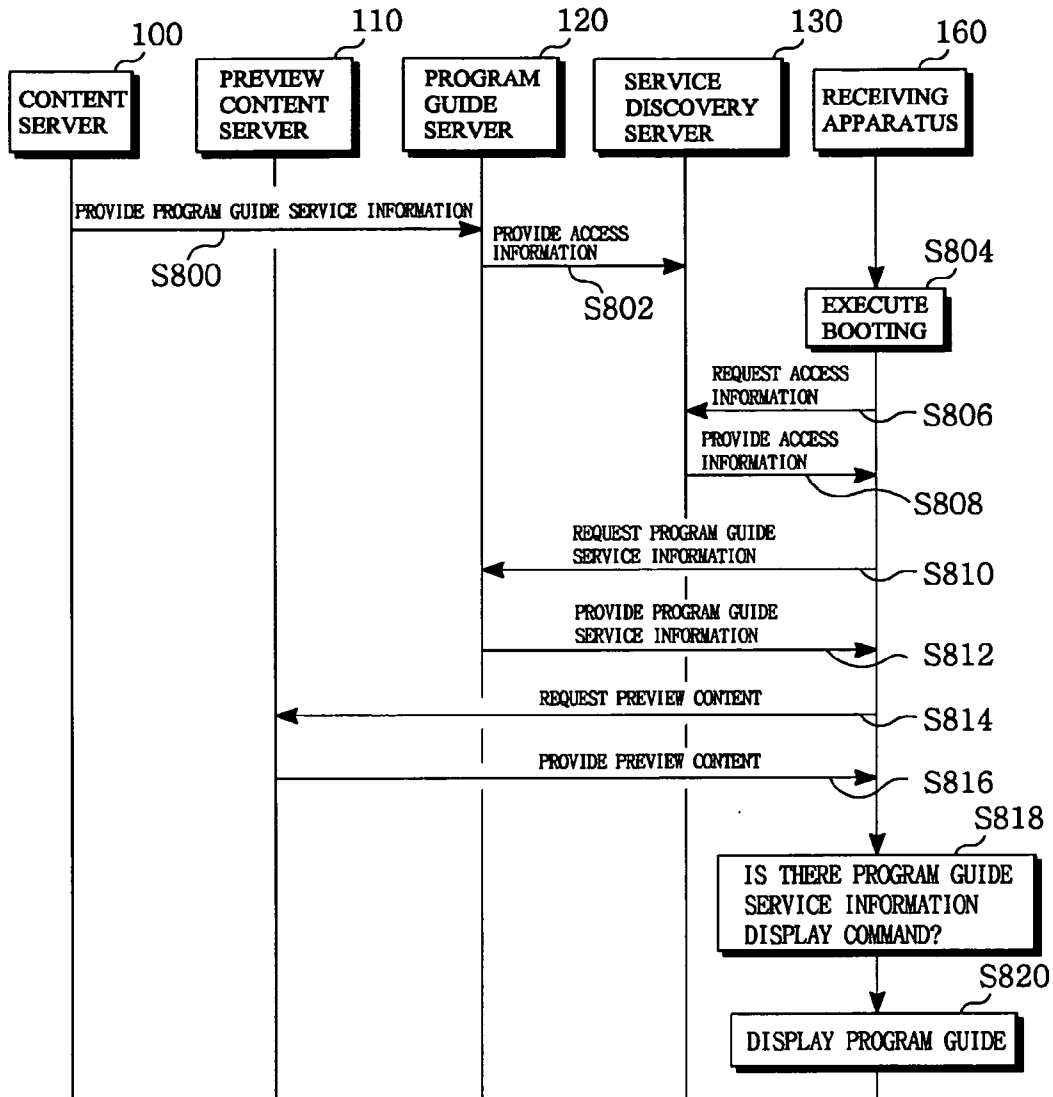 100
110
120
130
160
CONTENT
SERVER
PREVIEW
CONTENT
SERVER
PROGRAM
GUIDE
SERVER
SERVICE
DISCOVERY
SERVER
RECEIVING
APPARATUS
PROVIDE PROGRAM GUIDE SERVICE INFORMATION
S800
PROVIDE ACCESS
INFORMATION
S802
S804
EXECUTE
BOOTING
REQUEST ACCESS
INFORMATION
S806
PROVIDE ACCESS
INFORMATION
S808
REQUEST PROGRAM GUIDE
SERVICE INFORMATION
S810
PROVIDE PROGRAM GUIDE
SERVICE INFORMATION
S812
REQUEST PREVIEW CONTENT
S814
PROVIDE PREVIEW CONTENT
S816
S818
IS THERE PROGRAM GUIDE
SERVICE INFORMATION
DISPLAY COMMAND?
S820
DISPLAY PROGRAM GUIDE